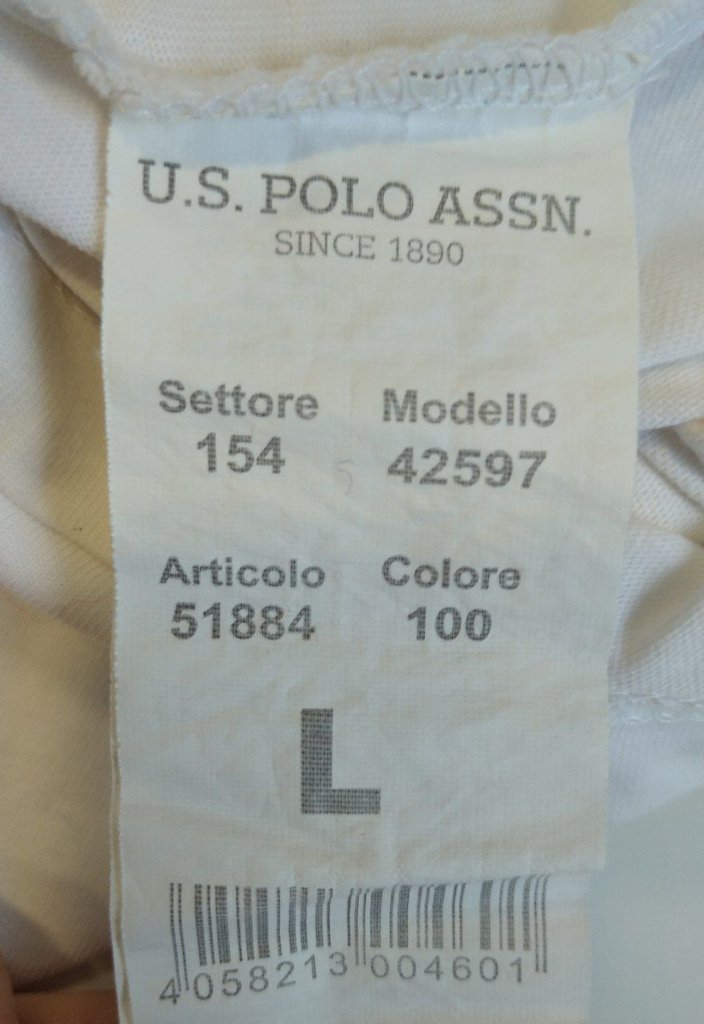 U.S. POLO ASSN.
SINCE 1890
Settore Modello
154 42597
Articolo Colore
51884 100
L
4 058213 004601